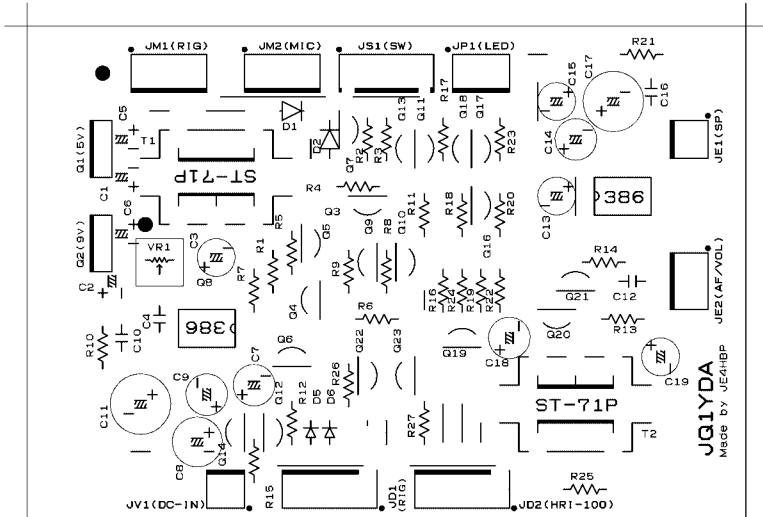 JM1(RIG)
JM2(MIC)
JS1(SW)
JP1(LED)
R21
C17
C15
C16
R17
Q13
Q11
Q18
Q17
C5
D1
D2
T1
Q1(5V)
ST-71P
Q7
R2
R3
R23
C14
JE1(SP)
R4
C1
C6
Q3
Q9
Q10
R11
R18
R20
C13
386
Q2(9V)
VR1
C3
R5
Q5
R1
R8
Q16
R14
Q8
R7
R9
C2
Q4
R16
R24
R19
R22
Q21
C12
JE2(AF/VOL)
R10
C10
C4
386
R6
R13
Q6
Q22
Q23
Q19
C18
Q20
C19
C7
C9
R26
C11
Q12
R12
D5
D6
ST-71P
T2
R27
C8
Q14
JQ1YDA
Made by JE4HBP
JV1(DC-IN)
R15
JD1
(RIG)
JD2(HRI-100)
R25